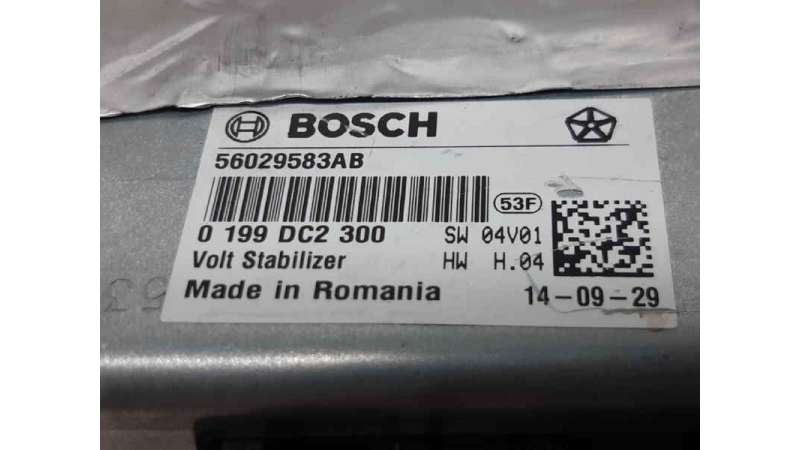 BOSCH
56029583AB
53F
0 199 DC2 300 SW 04V01
Volt Stabilizer HW H.04
Made in Romania 14-09-29